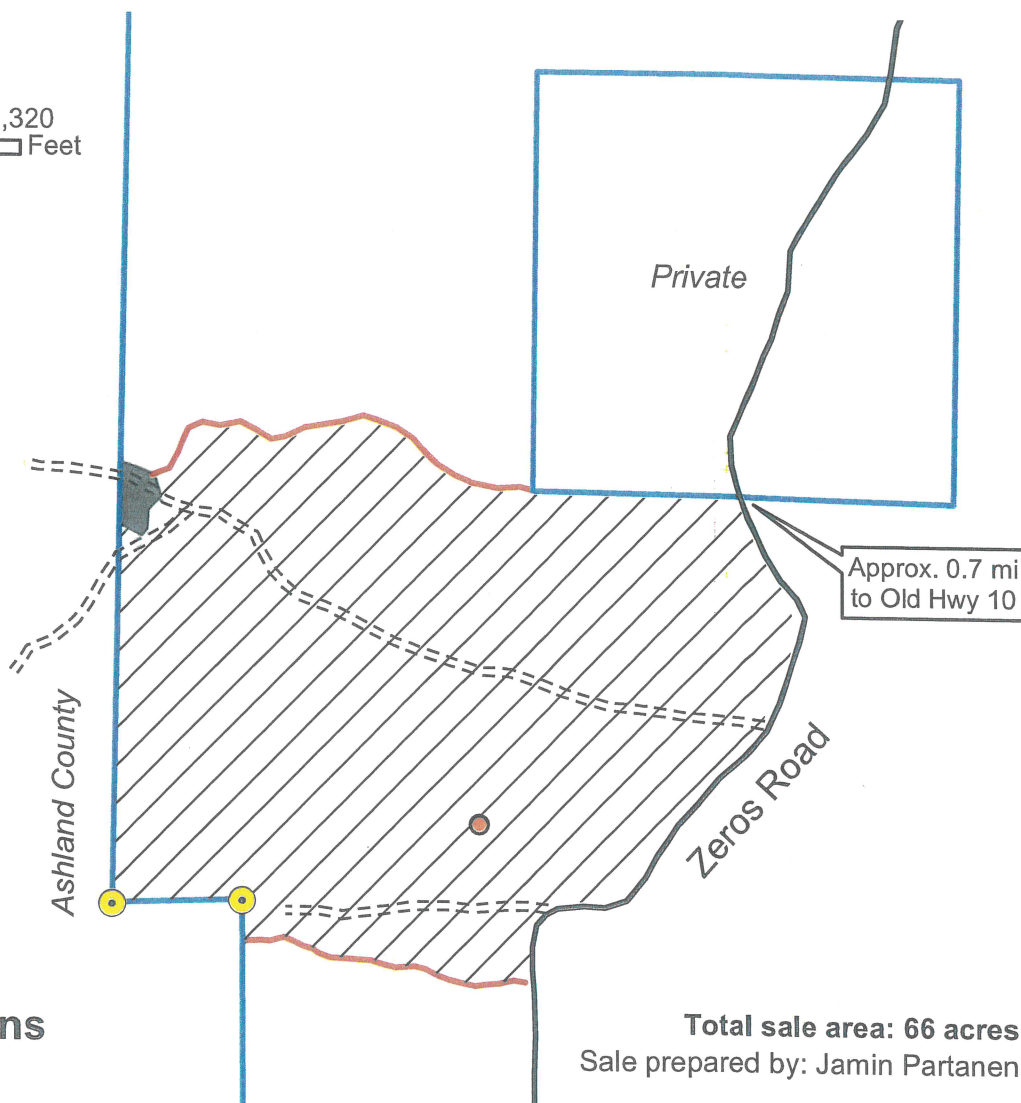 ,320
Feet
Private
Approx. 0.7 mi
to Old Hwy 10
Ashland County
Zeros Road
ns
Total sale area: 66 acres
Sale prepared by: Jamin Partanen